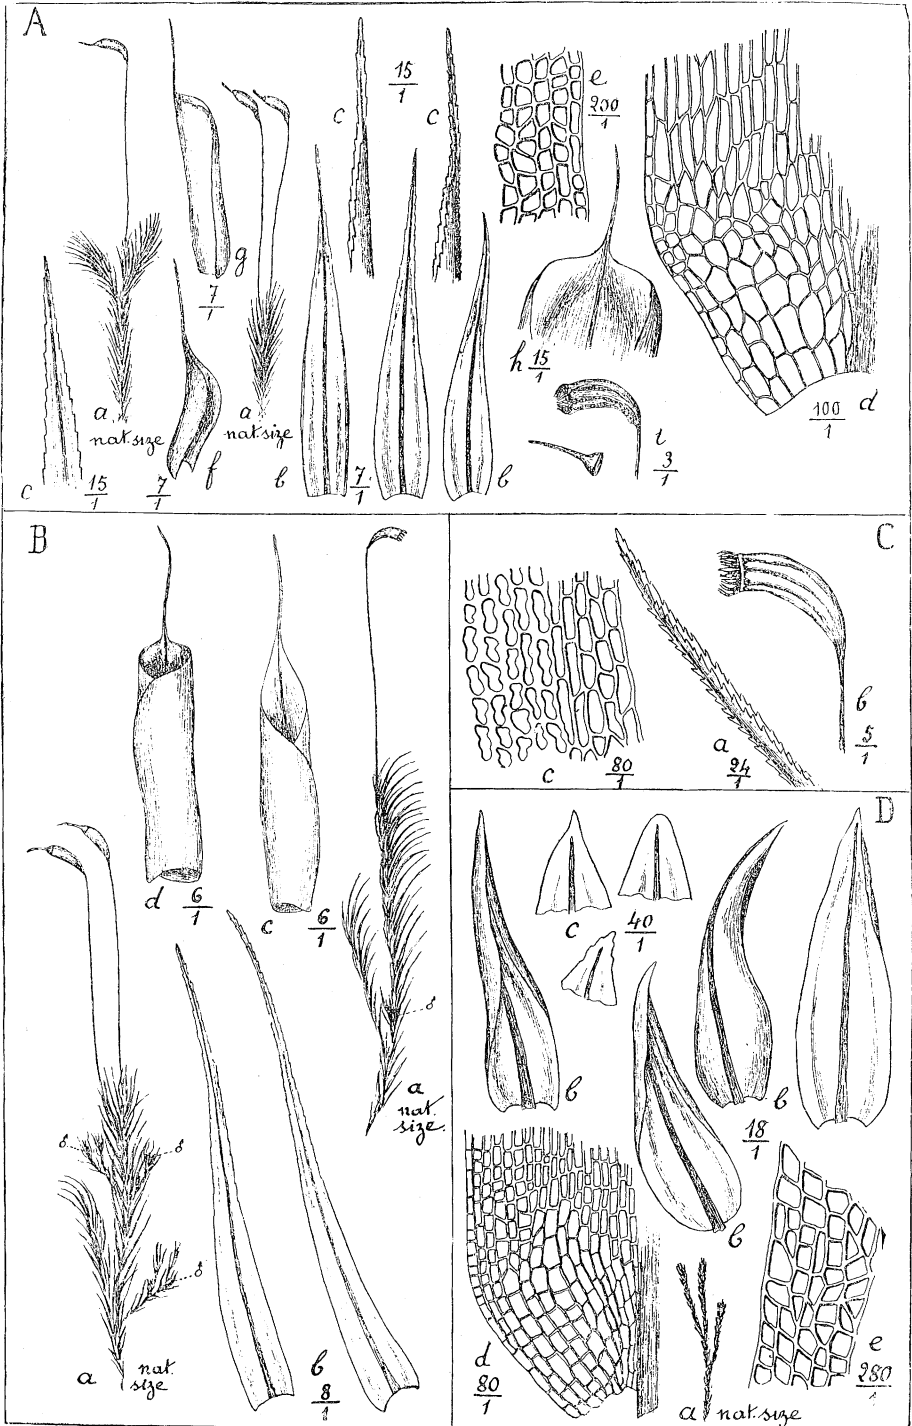 A
c 15/1 c
e 200/1
g 7/1
h 15/1
100/1 d
a nat. size
a nat. size
c 15/1
7/1 f
b 7/1 b
i 3/1
B
d 6/1
c 6/1
♂
a nat. size.
♂ ♂
♂
a nat. size
b 8/1
C
c 80/1
a 24/1
b 5/1
D
c 40/1
b
b 18/1
b
d 80/1
a nat. size
e 280/1